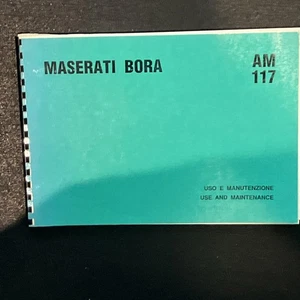 MASERATI BORA
AM
117
USO E MANUTENZIONE
USE AND MAINTENANCE